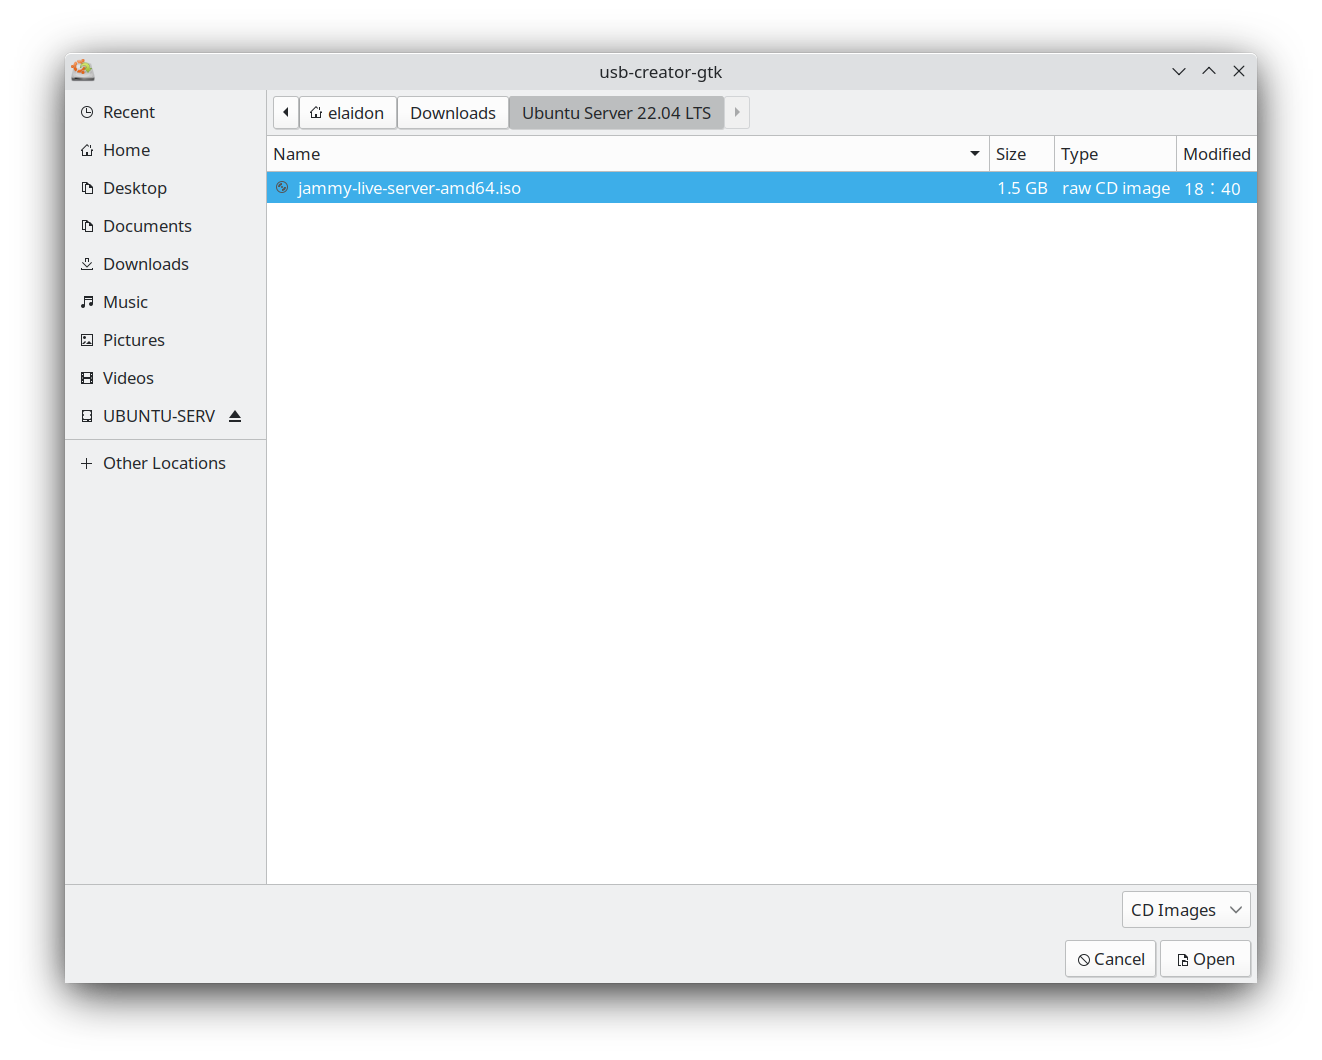 usb-creator-gtk
Recent
Home
Desktop
Documents
Downloads
Music
Pictures
Videos
UBUNTU-SERV
Other Locations
elaidon Downloads Ubuntu Server 22.04 LTS
Name Size Type Modified
jammy-live-server-amd64.iso 1.5 GB raw CD image 18：40
CD Images
Cancel Open